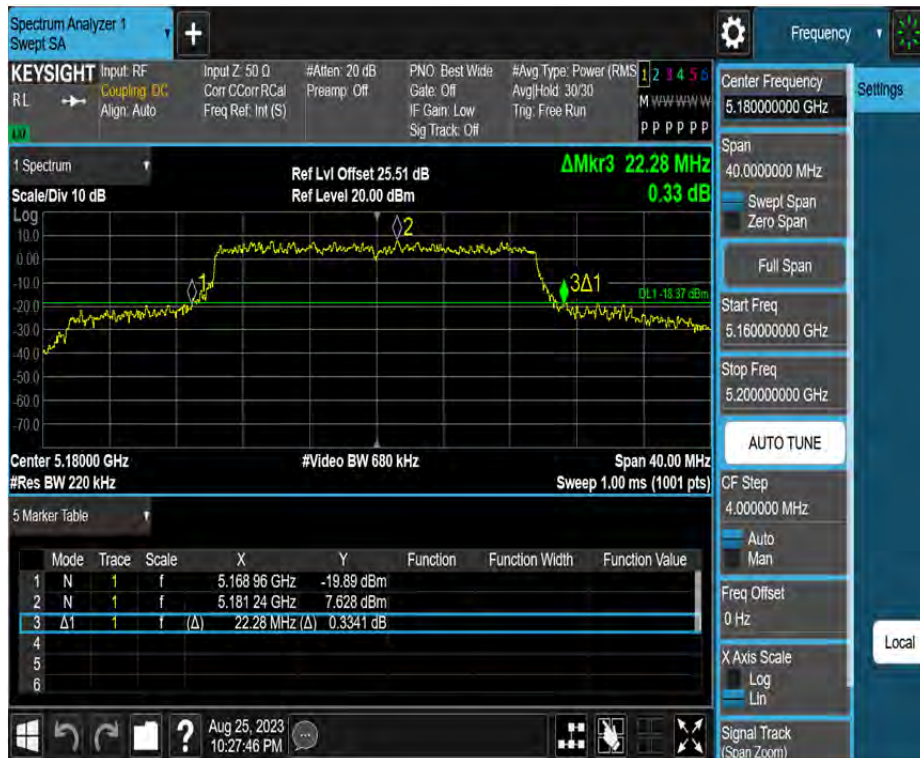 Spectrum Analyzer 1
Swept SA
+
Frequency
KEYSIGHT
Input: RF
Input Z: 50 Ω
#Atten: 20 dB
PNO: Best Wide
#Avg Type: Power (RMS
1 2 3 4 5 6
RL
Coupling: DC
Corr CCorr RCal
Preamp: Off
Gate: Off
Avg|Hold: 30/30
M W W W W W
Align: Auto
Freq Ref: Int (S)
IF Gain: Low
Trig: Free Run
Sig Track: Off
P P P P P P
1 Spectrum
Ref Lvl Offset 25.51 dB
ΔMkr3 22.28 MHz
Scale/Div 10 dB
Ref Level 20.00 dBm
0.33 dB
Log
10.0
0.00
-10.0
-20.0
-30.0
-40.0
-50.0
-60.0
-70.0
1
2
3Δ1
DL1 -18.37 dBm
Center 5.18000 GHz
#Video BW 680 kHz
Span 40.00 MHz
#Res BW 220 kHz
Sweep 1.00 ms (1001 pts)
5 Marker Table
Mode Trace Scale X Y Function Function Width Function Value
1 N 1 f 5.168 96 GHz -19.89 dBm
2 N 1 f 5.181 24 GHz 7.628 dBm
3 Δ1 1 f (Δ) 22.28 MHz (Δ) 0.3341 dB
4
5
6
?
Aug 25, 2023
10:27:46 PM
Center Frequency
5.180000000 GHz
Span
40.0000000 MHz
Swept Span
Zero Span
Full Span
Start Freq
5.160000000 GHz
Stop Freq
5.200000000 GHz
AUTO TUNE
CF Step
4.000000 MHz
Auto
Man
Freq Offset
0 Hz
X Axis Scale
Log
Lin
Signal Track
(Span Zoom)
Settings
Local